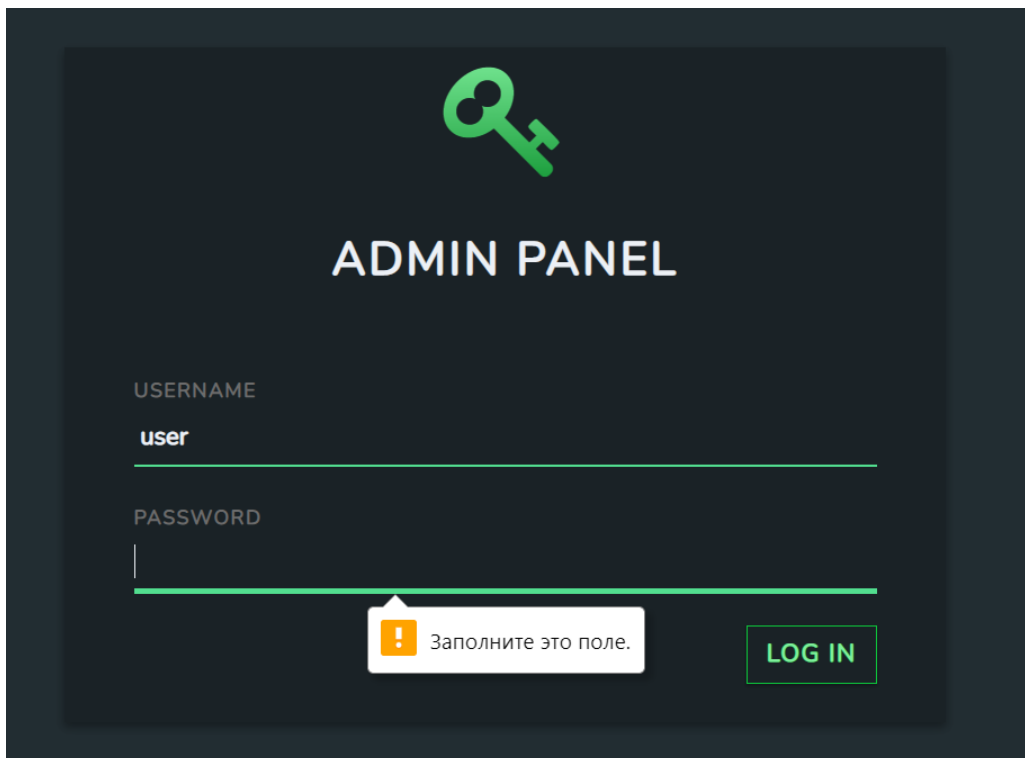 ADMIN PANEL
USERNAME
user
PASSWORD
Заполните это поле.
LOG IN